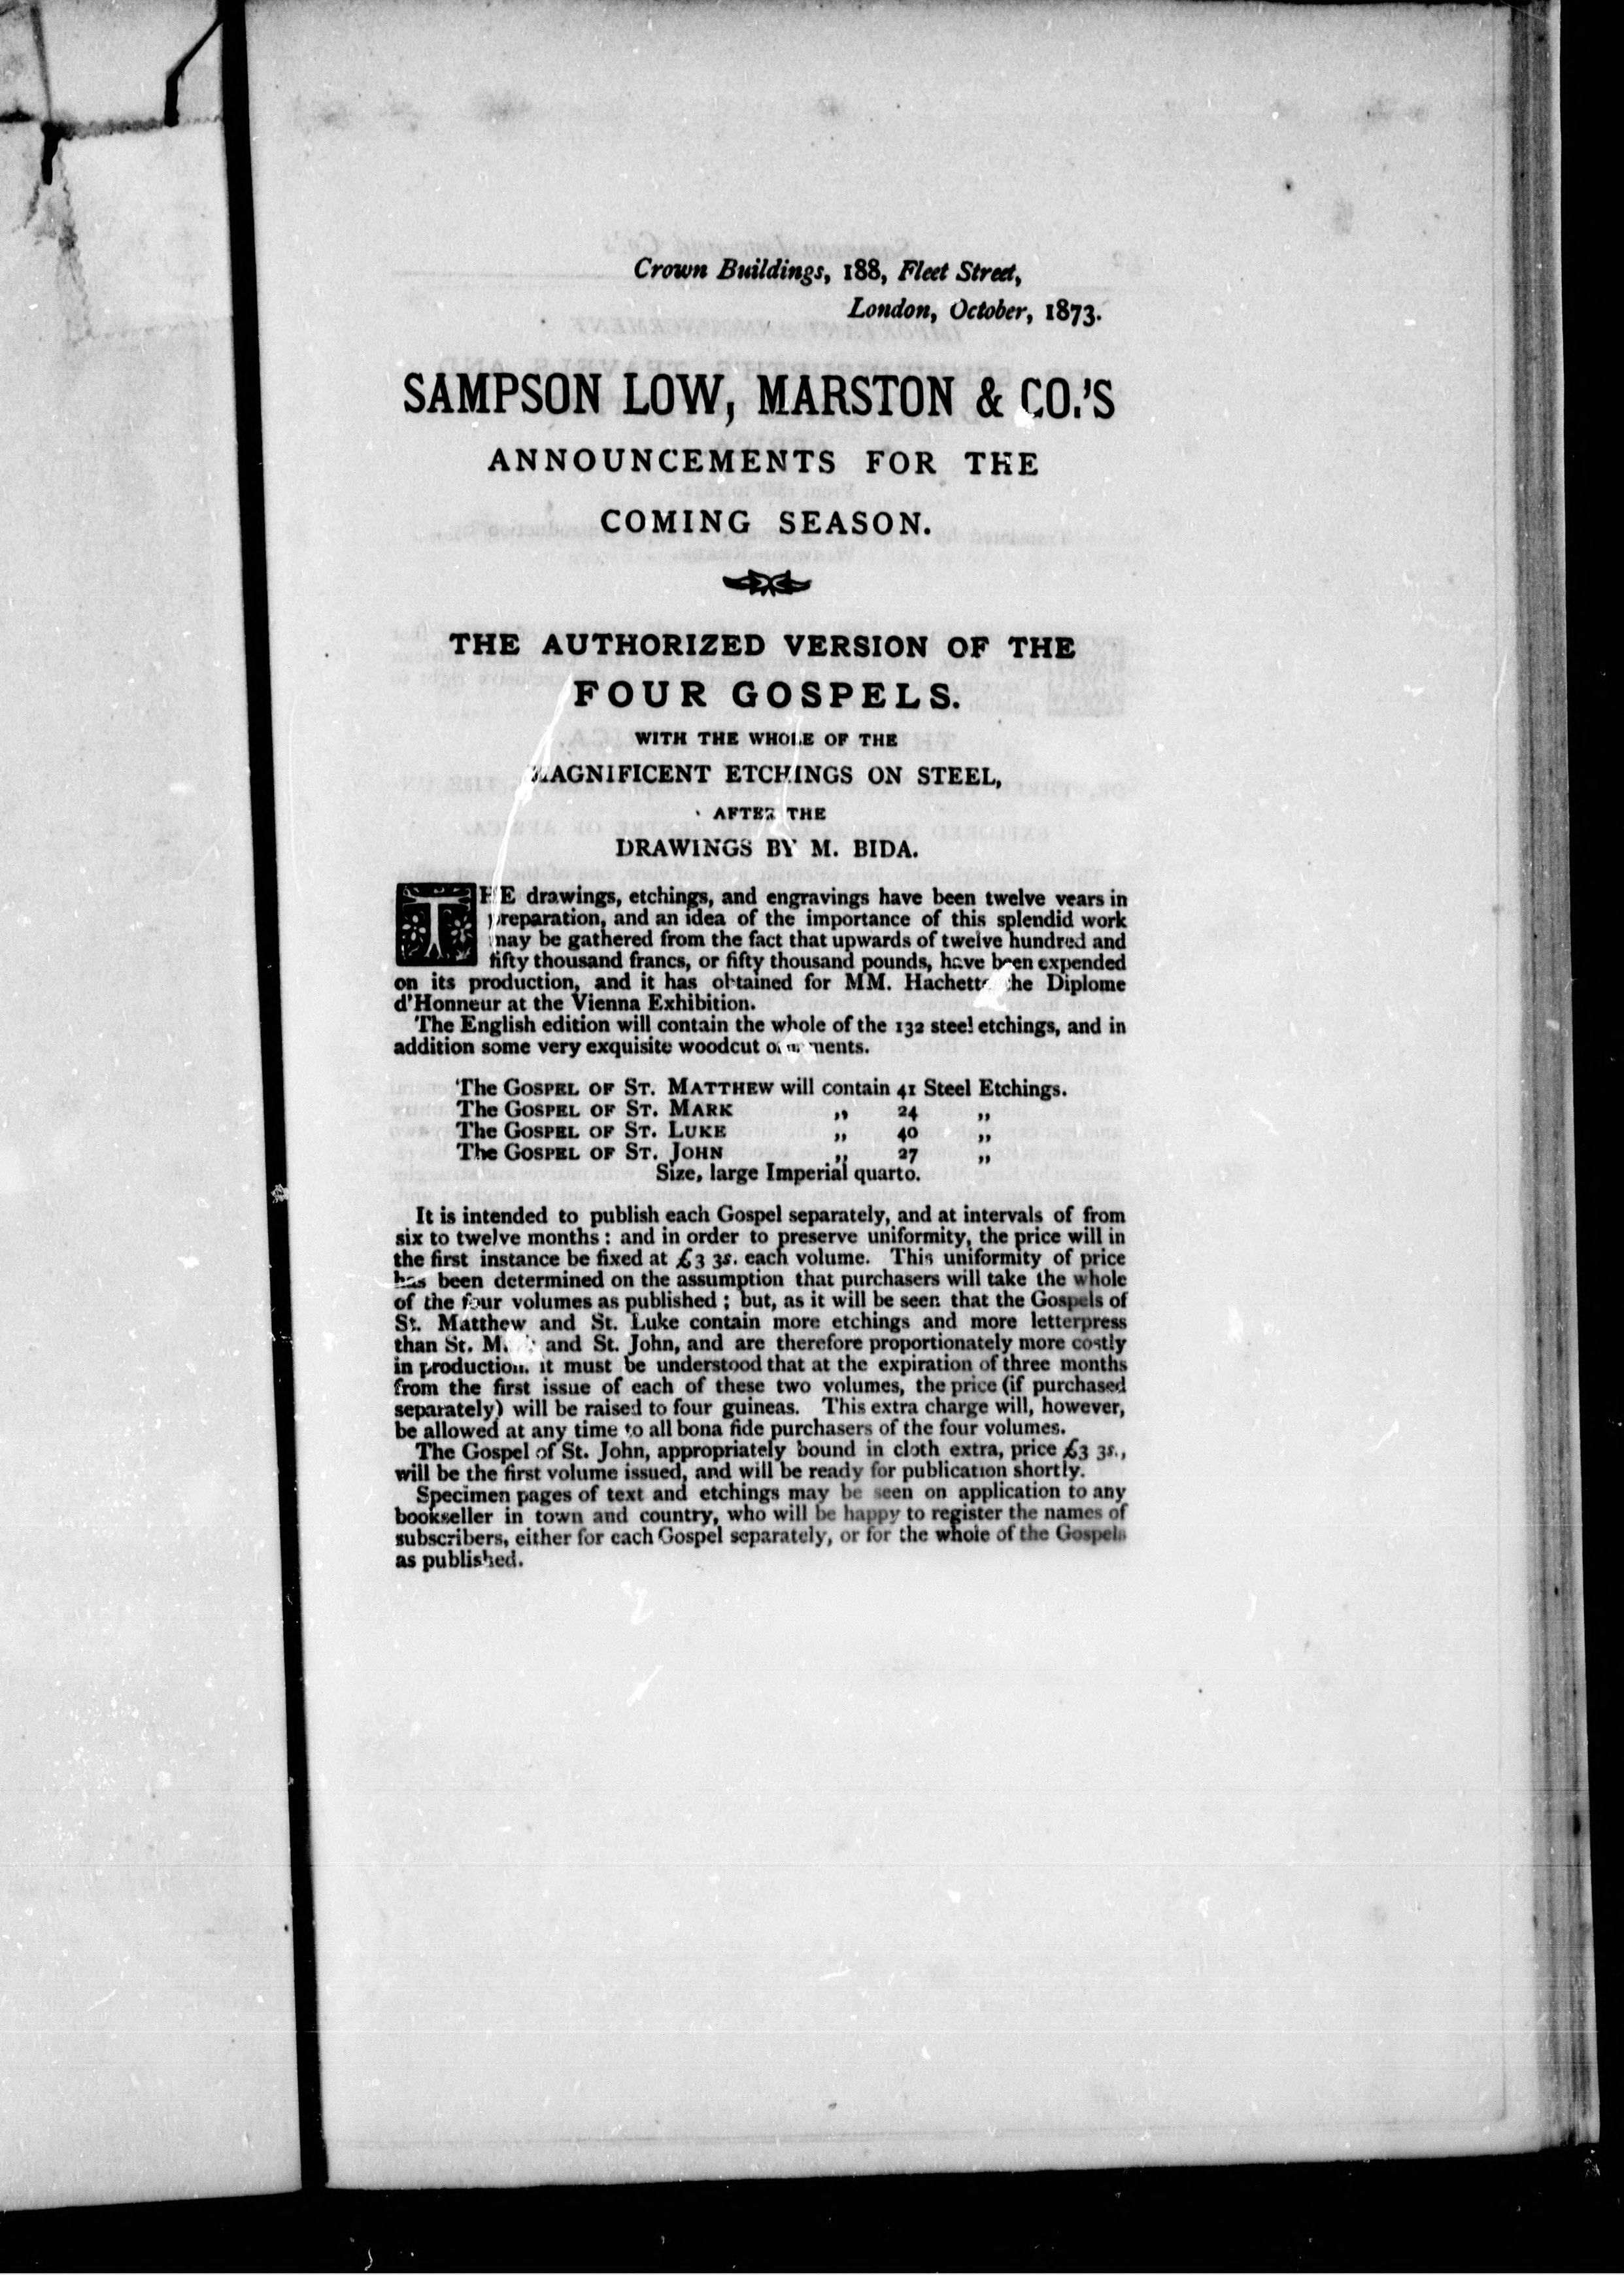 Crown Buildings, 188, Fleet Street,
London, October, 1873.
SAMPSON LOW, MARSTON & CO.'S
ANNOUNCEMENTS FOR THE
COMING SEASON.
THE AUTHORIZED VERSION OF THE
FOUR GOSPELS.
WITH THE WHOLE OF THE
MAGNIFICENT ETCHINGS ON STEEL,
AFTER THE
DRAWINGS BY M. BIDA.
THE drawings, etchings, and engravings have been twelve years in
preparation, and an idea of the importance of this splendid work
may be gathered from the fact that upwards of twelve hundred and
fifty thousand francs, or fifty thousand pounds, have been expended
on its production, and it has obtained for MM. Hachette the Diplome
d'Honneur at the Vienna Exhibition.
The English edition will contain the whole of the 132 steel etchings, and in
addition some very exquisite woodcut ornaments.
The GOSPEL OF ST. MATTHEW will contain 41 Steel Etchings.
The GOSPEL OF ST. MARK „ 24 „
The GOSPEL OF ST. LUKE „ 40 „
The GOSPEL OF ST. JOHN „ 27 „
Size, large Imperial quarto.
It is intended to publish each Gospel separately, and at intervals of from
six to twelve months: and in order to preserve uniformity, the price will in
the first instance be fixed at £3 3s. each volume. This uniformity of price
has been determined on the assumption that purchasers will take the whole
of the four volumes as published; but, as it will be seen that the Gospels of
St. Matthew and St. Luke contain more etchings and more letterpress
than St. Mark and St. John, and are therefore proportionately more costly
in production. it must be understood that at the expiration of three months
from the first issue of each of these two volumes, the price (if purchased
separately) will be raised to four guineas. This extra charge will, however,
be allowed at any time to all bona fide purchasers of the four volumes.
The Gospel of St. John, appropriately bound in cloth extra, price £3 3s.,
will be the first volume issued, and will be ready for publication shortly.
Specimen pages of text and etchings may be seen on application to any
bookseller in town and country, who will be happy to register the names of
subscribers, either for each Gospel separately, or for the whole of the Gospels
as published.